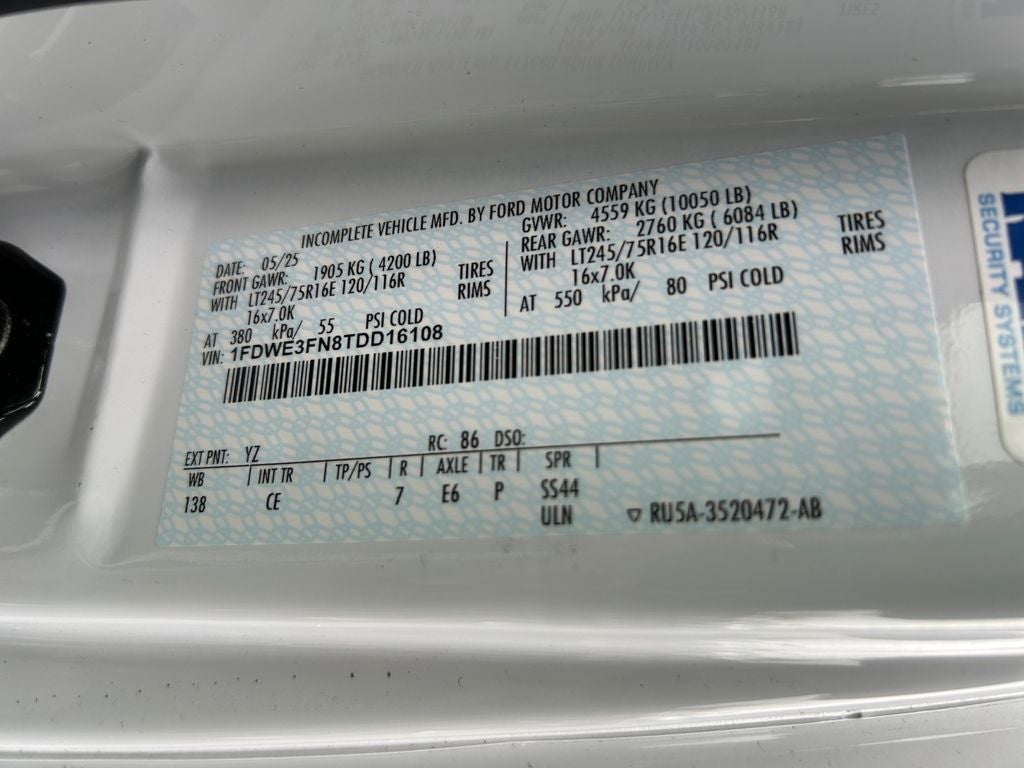 INCOMPLETE VEHICLE MFD. BY FORD MOTOR COMPANY
DATE: 05/25
FRONT GAWR: 1905 KG ( 4200 LB)
WITH LT245/75R16E 120/116R TIRES
16x7.0K RIMS
AT 380 kPa/ 55 PSI COLD
GVWR: 4559 KG (10050 LB)
REAR GAWR: 2760 KG ( 6084 LB)
WITH LT245/75R16E 120/116R TIRES
16x7.0K RIMS
AT 550 kPa/ 80 PSI COLD
VIN: 1FDWE3FN8TDD16108
EXT PNT: YZ RC: 86 DSO:
WB INT TR TP/PS R AXLE TR SPR
138 CE 7 E6 P SS44
ULN ▽ RU5A-3520472-AB
SECURITY SYSTEMS